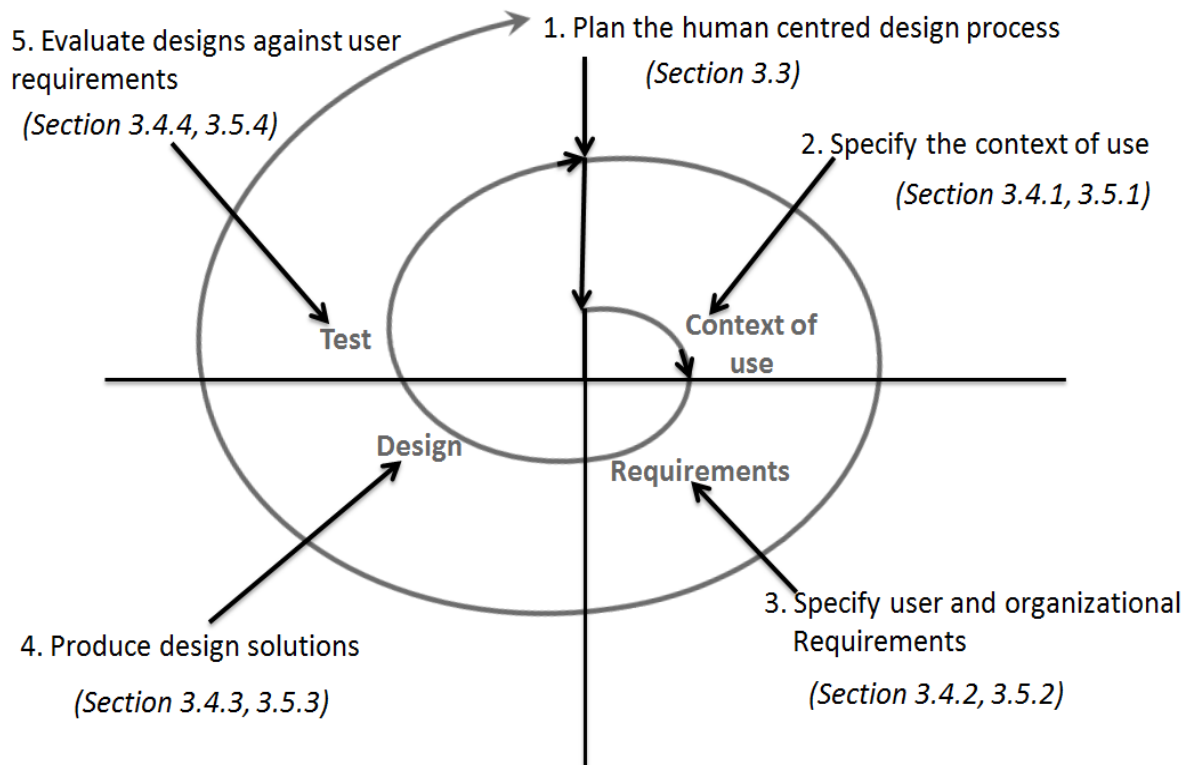 1. Plan the human centred design process
(Section 3.3)
2. Specify the context of use
(Section 3.4.1, 3.5.1)
Context of
use
Requirements
3. Specify user and organizational
Requirements
(Section 3.4.2, 3.5.2)
Design
4. Produce design solutions
(Section 3.4.3, 3.5.3)
Test
5. Evaluate designs against user
requirements
(Section 3.4.4, 3.5.4)